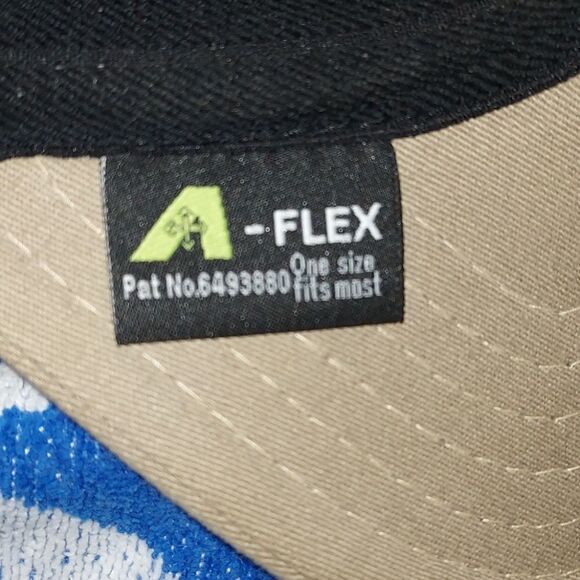 A-FLEX
Pat No.6493880
One size
fits most